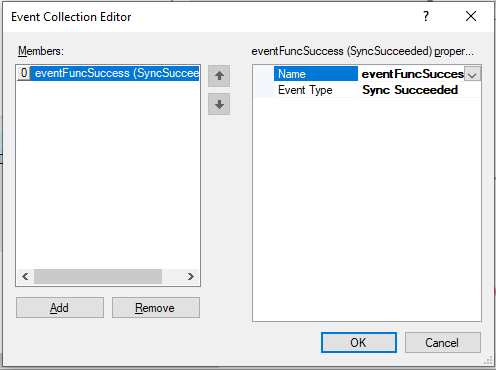 Event Collection Editor
?
Members:
0 eventFuncSuccess (SyncSuccee
Add
Remove
eventFuncSuccess (SyncSucceeded) proper...
Name eventFuncSucces
Event Type Sync Succeeded
OK
Cancel